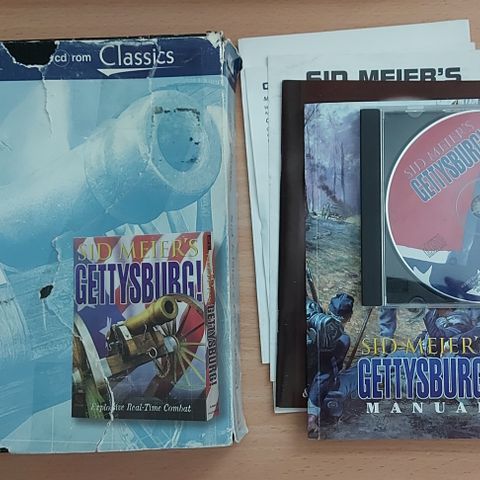 cd rom Classics
SID MEIER'S
GETTYSBURG!
GETTYSBURG!
Explosive Real-Time Combat
SID MEIER'S
SID MEIER'S
GETTYSBURG!
SID MEIER'S
GETTYSBURG
MANUAL